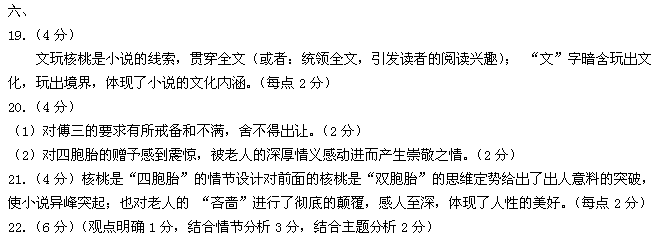 六、
19.（4分）
文玩核桃是小说的线索，贯穿全文（或者：统领全文，引发读者的阅读兴趣）； “文”字暗含玩出文
化，玩出境界，体现了小说的文化内涵。（每点2分）
20.（4分）
（1）对傅三的要求有所戒备和不满，舍不得出让。（2分）
（2）对四胞胎的赠予感到震惊，被老人的深厚情义感动进而产生崇敬之情。（2分）
21.（4分）核桃是“四胞胎”的情节设计对前面的核桃是“双胞胎”的思维定势给出了出人意料的突破，
使小说异峰突起；也对老人的 “吝啬”进行了彻底的颠覆，感人至深，体现了人性的美好。（每点2分）
22.（6分）（观点明确1分，结合情节分析3分，结合主题分析2分）